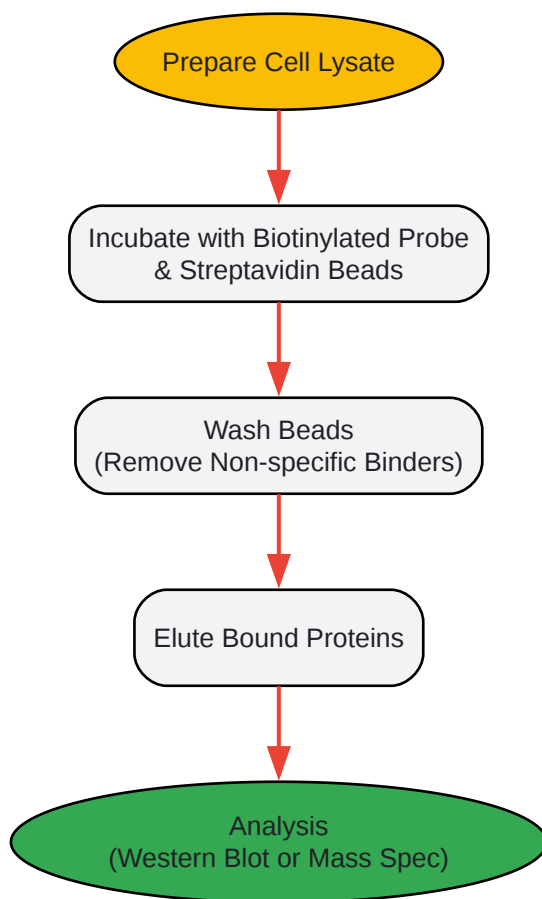 Prepare Cell Lysate
Incubate with Biotinylated Probe
& Streptavidin Beads
Wash Beads
(Remove Non-specific Binders)
Elute Bound Proteins
Analysis
(Western Blot or Mass Spec)